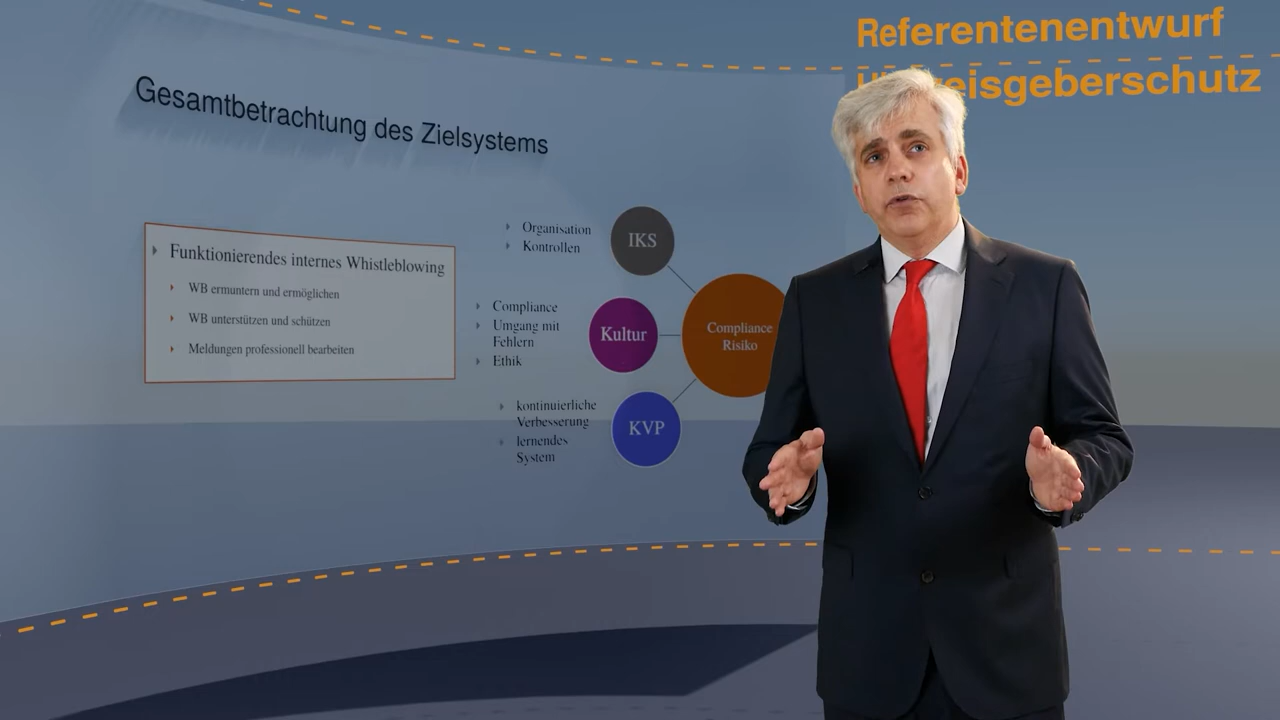 Referentenentwurf
Gesamtbetrachtung des Zielsystems
Funktionierendes internes Whistleblowing
WB ermuntern und ermöglichen
WB unterstützen und schützen
Meldungen professionell bearbeiten
Organisation
Kontrollen
IKS
Compliance
Umgang mit
Fehlern
Ethik
Kultur
Compliance
Risiko
kontinuierliche
Verbesserung
lernendes
System
KVP